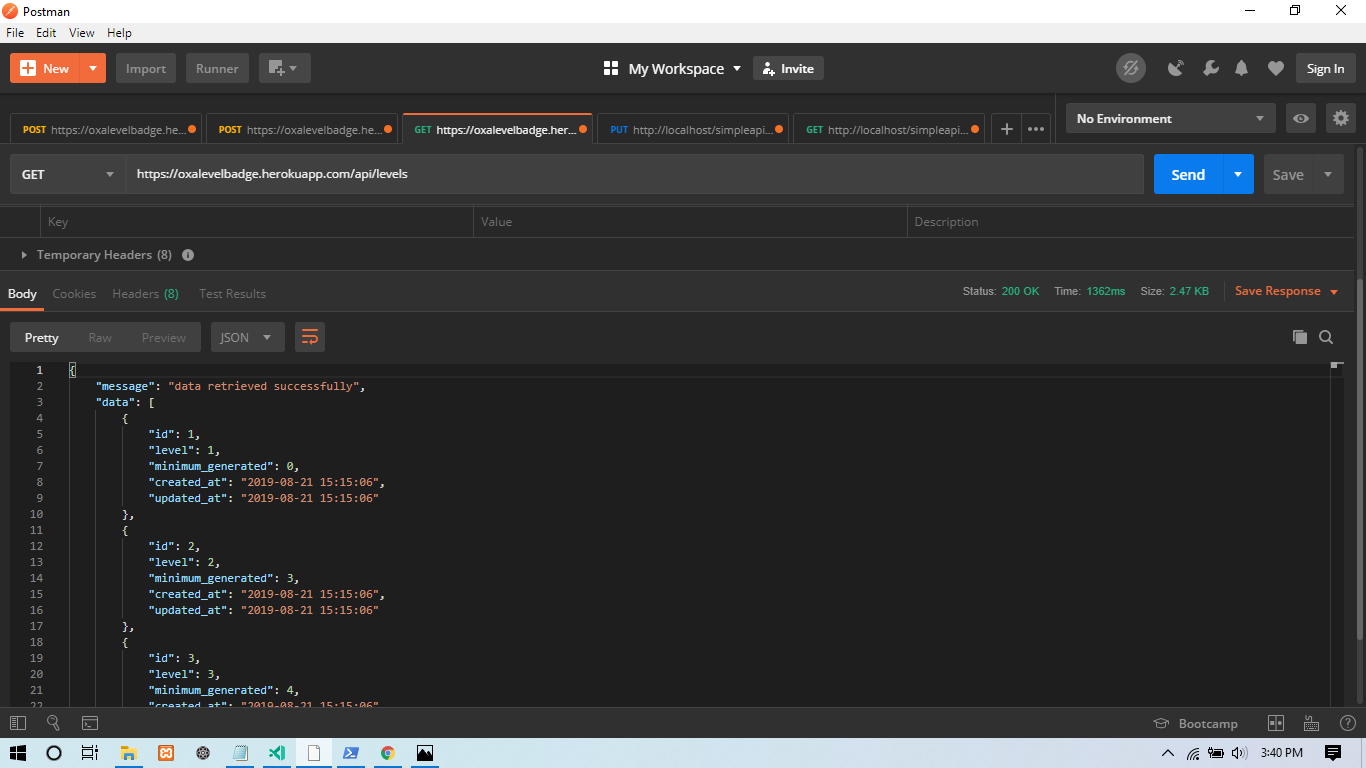 Postman
File Edit View Help
New Import Runner My Workspace Invite Sign In
POST https://oxalevelbadge.he... POST https://oxalevelbadge.he... GET https://oxalevelbadge.her... PUT http://localhost/simpleapi... GET http://localhost/simpleapi... No Environment
GET https://oxalevelbadge.herokuapp.com/api/levels Send Save
Key Value Description
Temporary Headers (8)
Body Cookies Headers (8) Test Results Status: 200 OK Time: 1362ms Size: 2.47 KB Save Response
Pretty Raw Preview JSON
1 {
2 "message": "data retrieved successfully",
3 "data": [
4 {
5 "id": 1,
6 "level": 1,
7 "minimum_generated": 0,
8 "created_at": "2019-08-21 15:15:06",
9 "updated_at": "2019-08-21 15:15:06"
10 },
11 {
12 "id": 2,
13 "level": 2,
14 "minimum_generated": 3,
15 "created_at": "2019-08-21 15:15:06",
16 "updated_at": "2019-08-21 15:15:06"
17 },
18 {
19 "id": 3,
20 "level": 3,
21 "minimum_generated": 4,
22 "created_at": "2019-08-21 15:15:06"
Bootcamp
3:40 PM